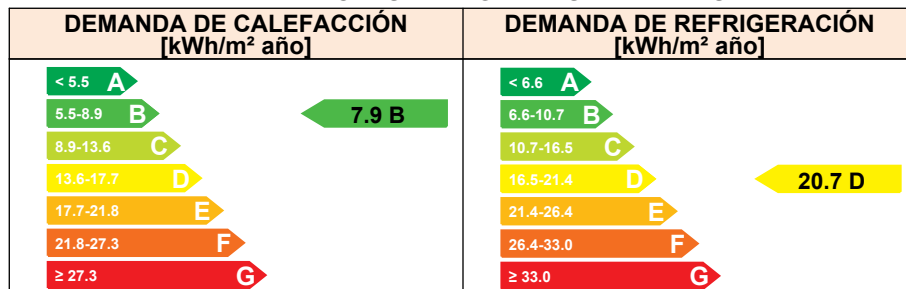 DEMANDA DE CALEFACCIÓN
[kWh/m² año]
< 5.5 A
5.5-8.9 B
7.9 B
8.9-13.6 C
13.6-17.7 D
17.7-21.8 E
21.8-27.3 F
≥ 27.3 G
DEMANDA DE REFRIGERACIÓN
[kWh/m² año]
< 6.6 A
6.6-10.7 B
10.7-16.5 C
16.5-21.4 D
20.7 D
21.4-26.4 E
26.4-33.0 F
≥ 33.0 G